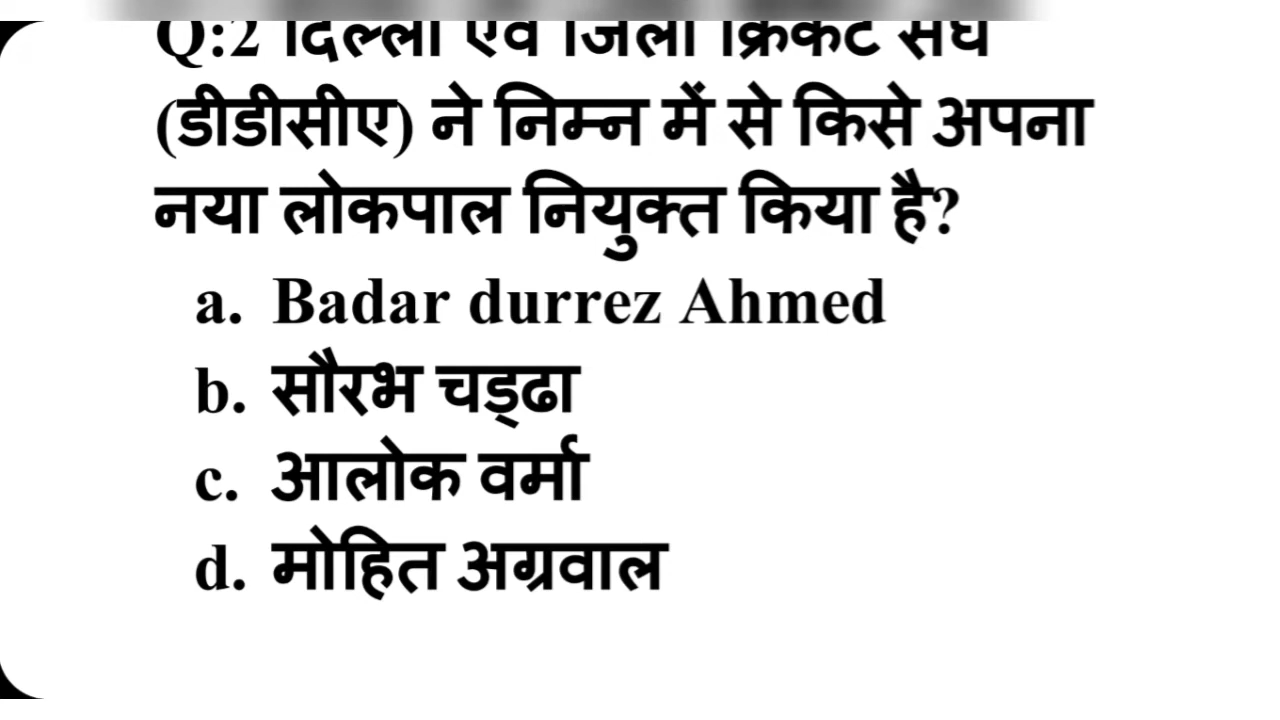 Q:2 दिल्ली एवं जिला क्रिकेट संघ
(डीडीसीए) ने निम्न में से किसे अपना
नया लोकपाल नियुक्त किया है?
a. Badar durrez Ahmed
b. सौरभ चड्ढा
c. आलोक वर्मा
d. मोहित अग्रवाल